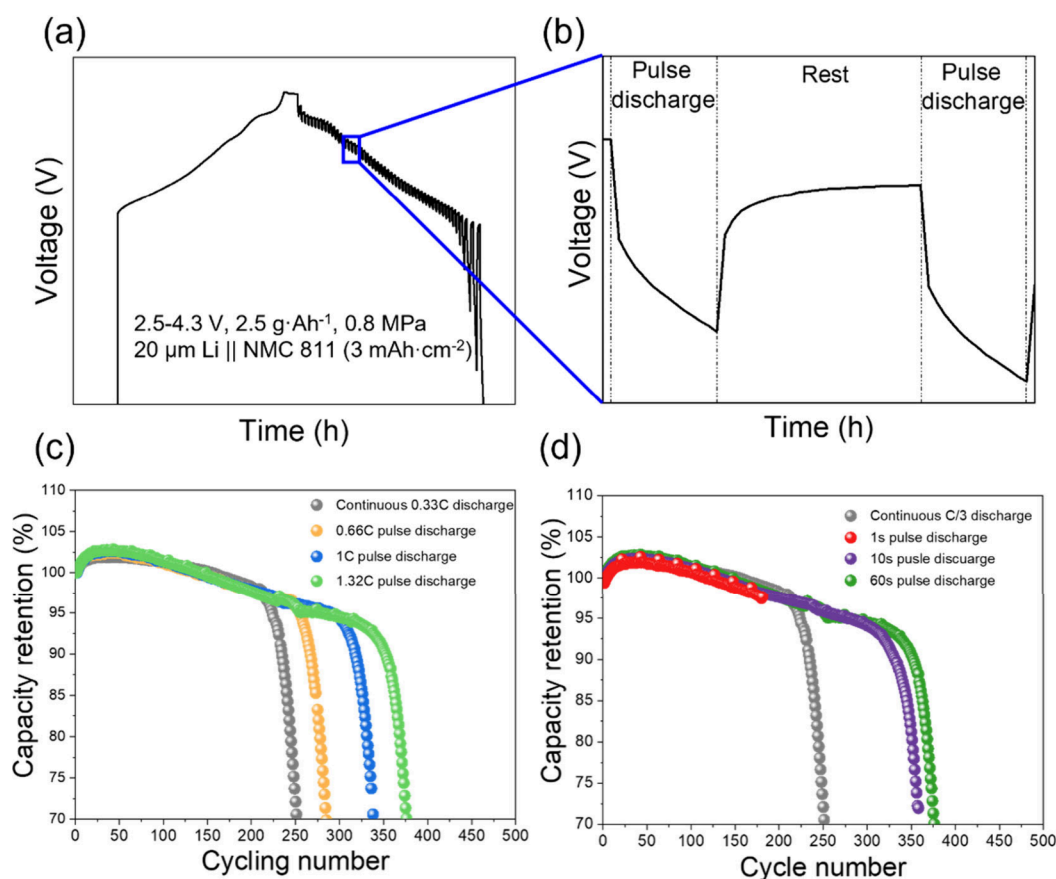 (a)
Voltage (V)
2.5-4.3 V, 2.5 g·Ah⁻¹, 0.8 MPa
20 µm Li || NMC 811 (3 mAh·cm⁻²)
Time (h)
(b)
Voltage (V)
Pulse
discharge
Rest
Pulse
discharge
Time (h)
(c)
Capacity retention (%)
110
105
100
95
90
85
80
75
70
Continuous 0.33C discharge
0.66C pulse discharge
1C pulse discharge
1.32C pulse discharge
0 50 100 150 200 250 300 350 400 450 500
Cycling number
(d)
Capacity retention (%)
110
105
100
95
90
85
80
75
70
Continuous C/3 discharge
1s pulse discharge
10s pusle discuarge
60s pulse discharge
0 50 100 150 200 250 300 350 400 450 500
Cycle number